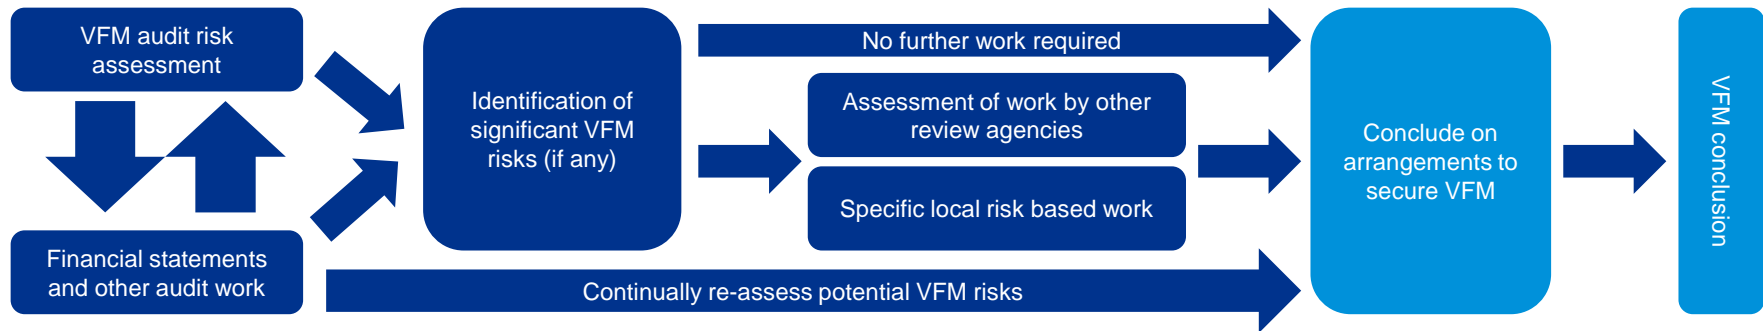 VFM audit risk
assessment
Financial statements
and other audit work
Identification of
significant VFM
risks (if any)
No further work required
Assessment of work by other
review agencies
Specific local risk based work
Continually re-assess potential VFM risks
Conclude on
arrangements to
secure VFM
VFM conclusion